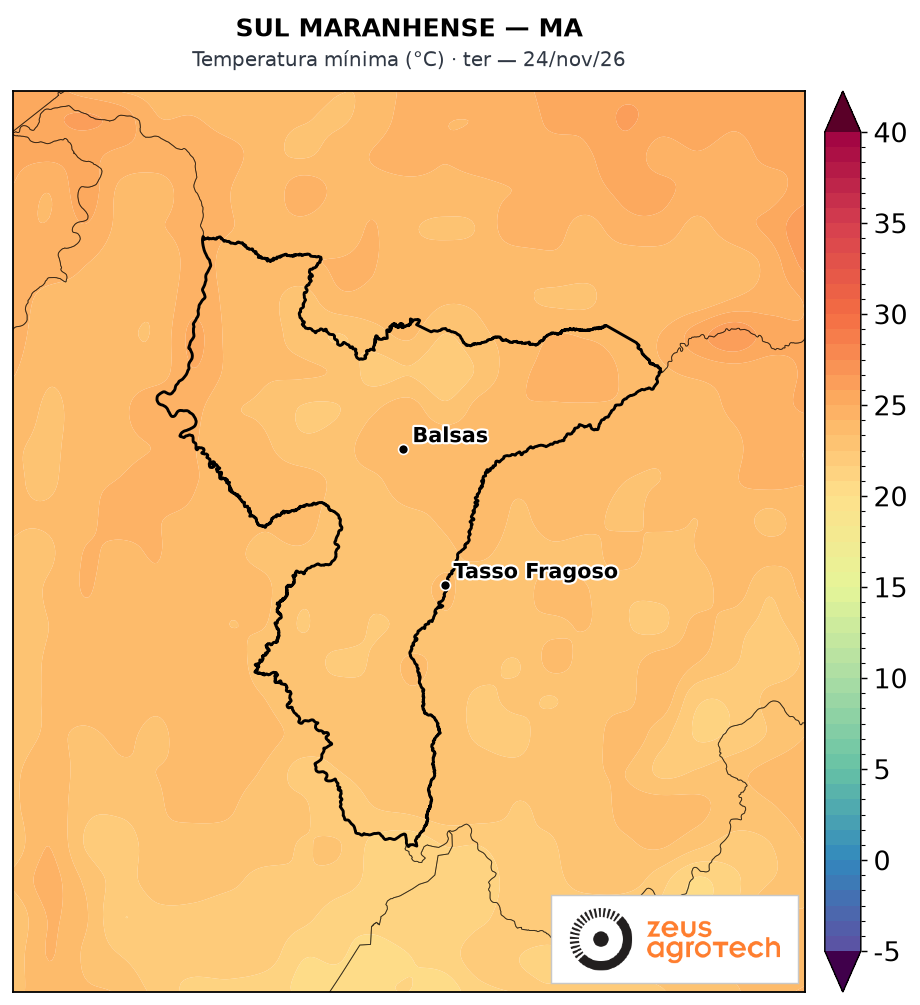 SUL MARANHENSE — MA
Temperatura mínima (°C) · ter — 24/nov/26
40
35
30
25
20
15
10
5
0
-5
Balsas
Tasso Fragoso
zeus
agrotech